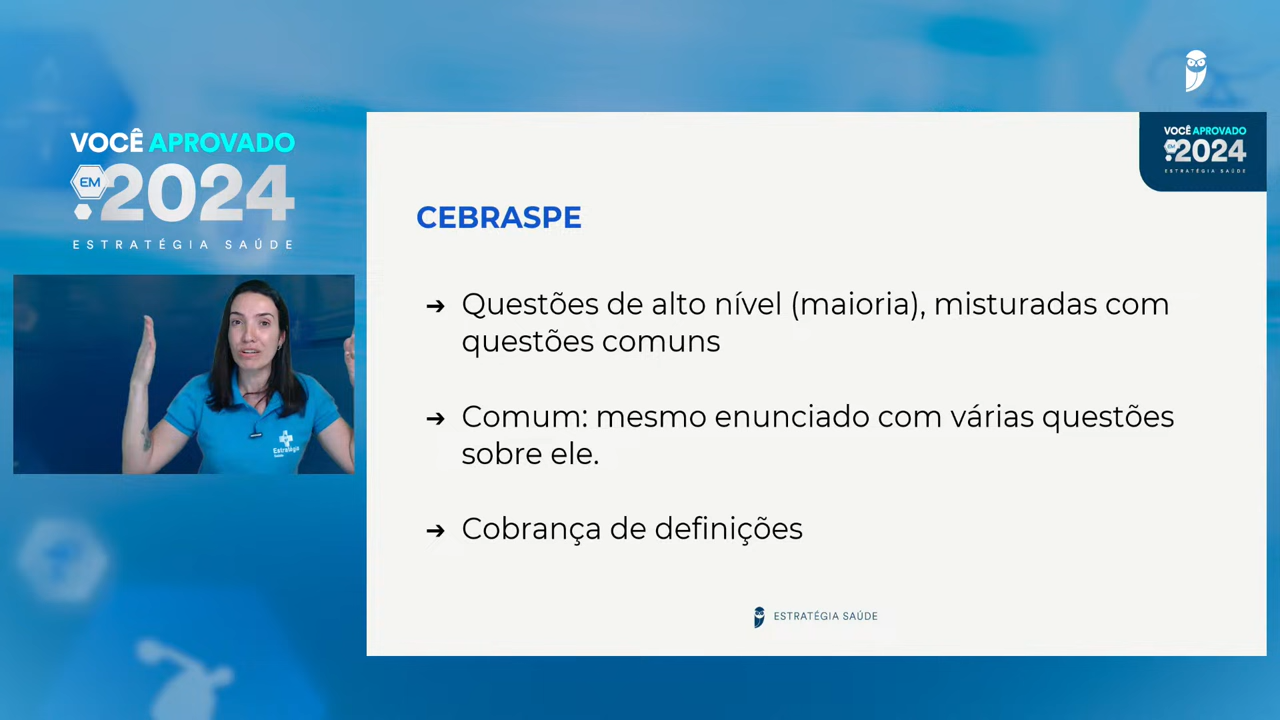 VOCÊ APROVADO
EM
2024
ESTRATÉGIA SAÚDE
VOCÊ APROVADO
EM
2024
ESTRATÉGIA SAÚDE
CEBRASPE
➔ Questões de alto nível (maioria), misturadas com
questões comuns
➔ Comum: mesmo enunciado com várias questões
sobre ele.
➔ Cobrança de definições
Estratégia
ESTRATÉGIA SAÚDE